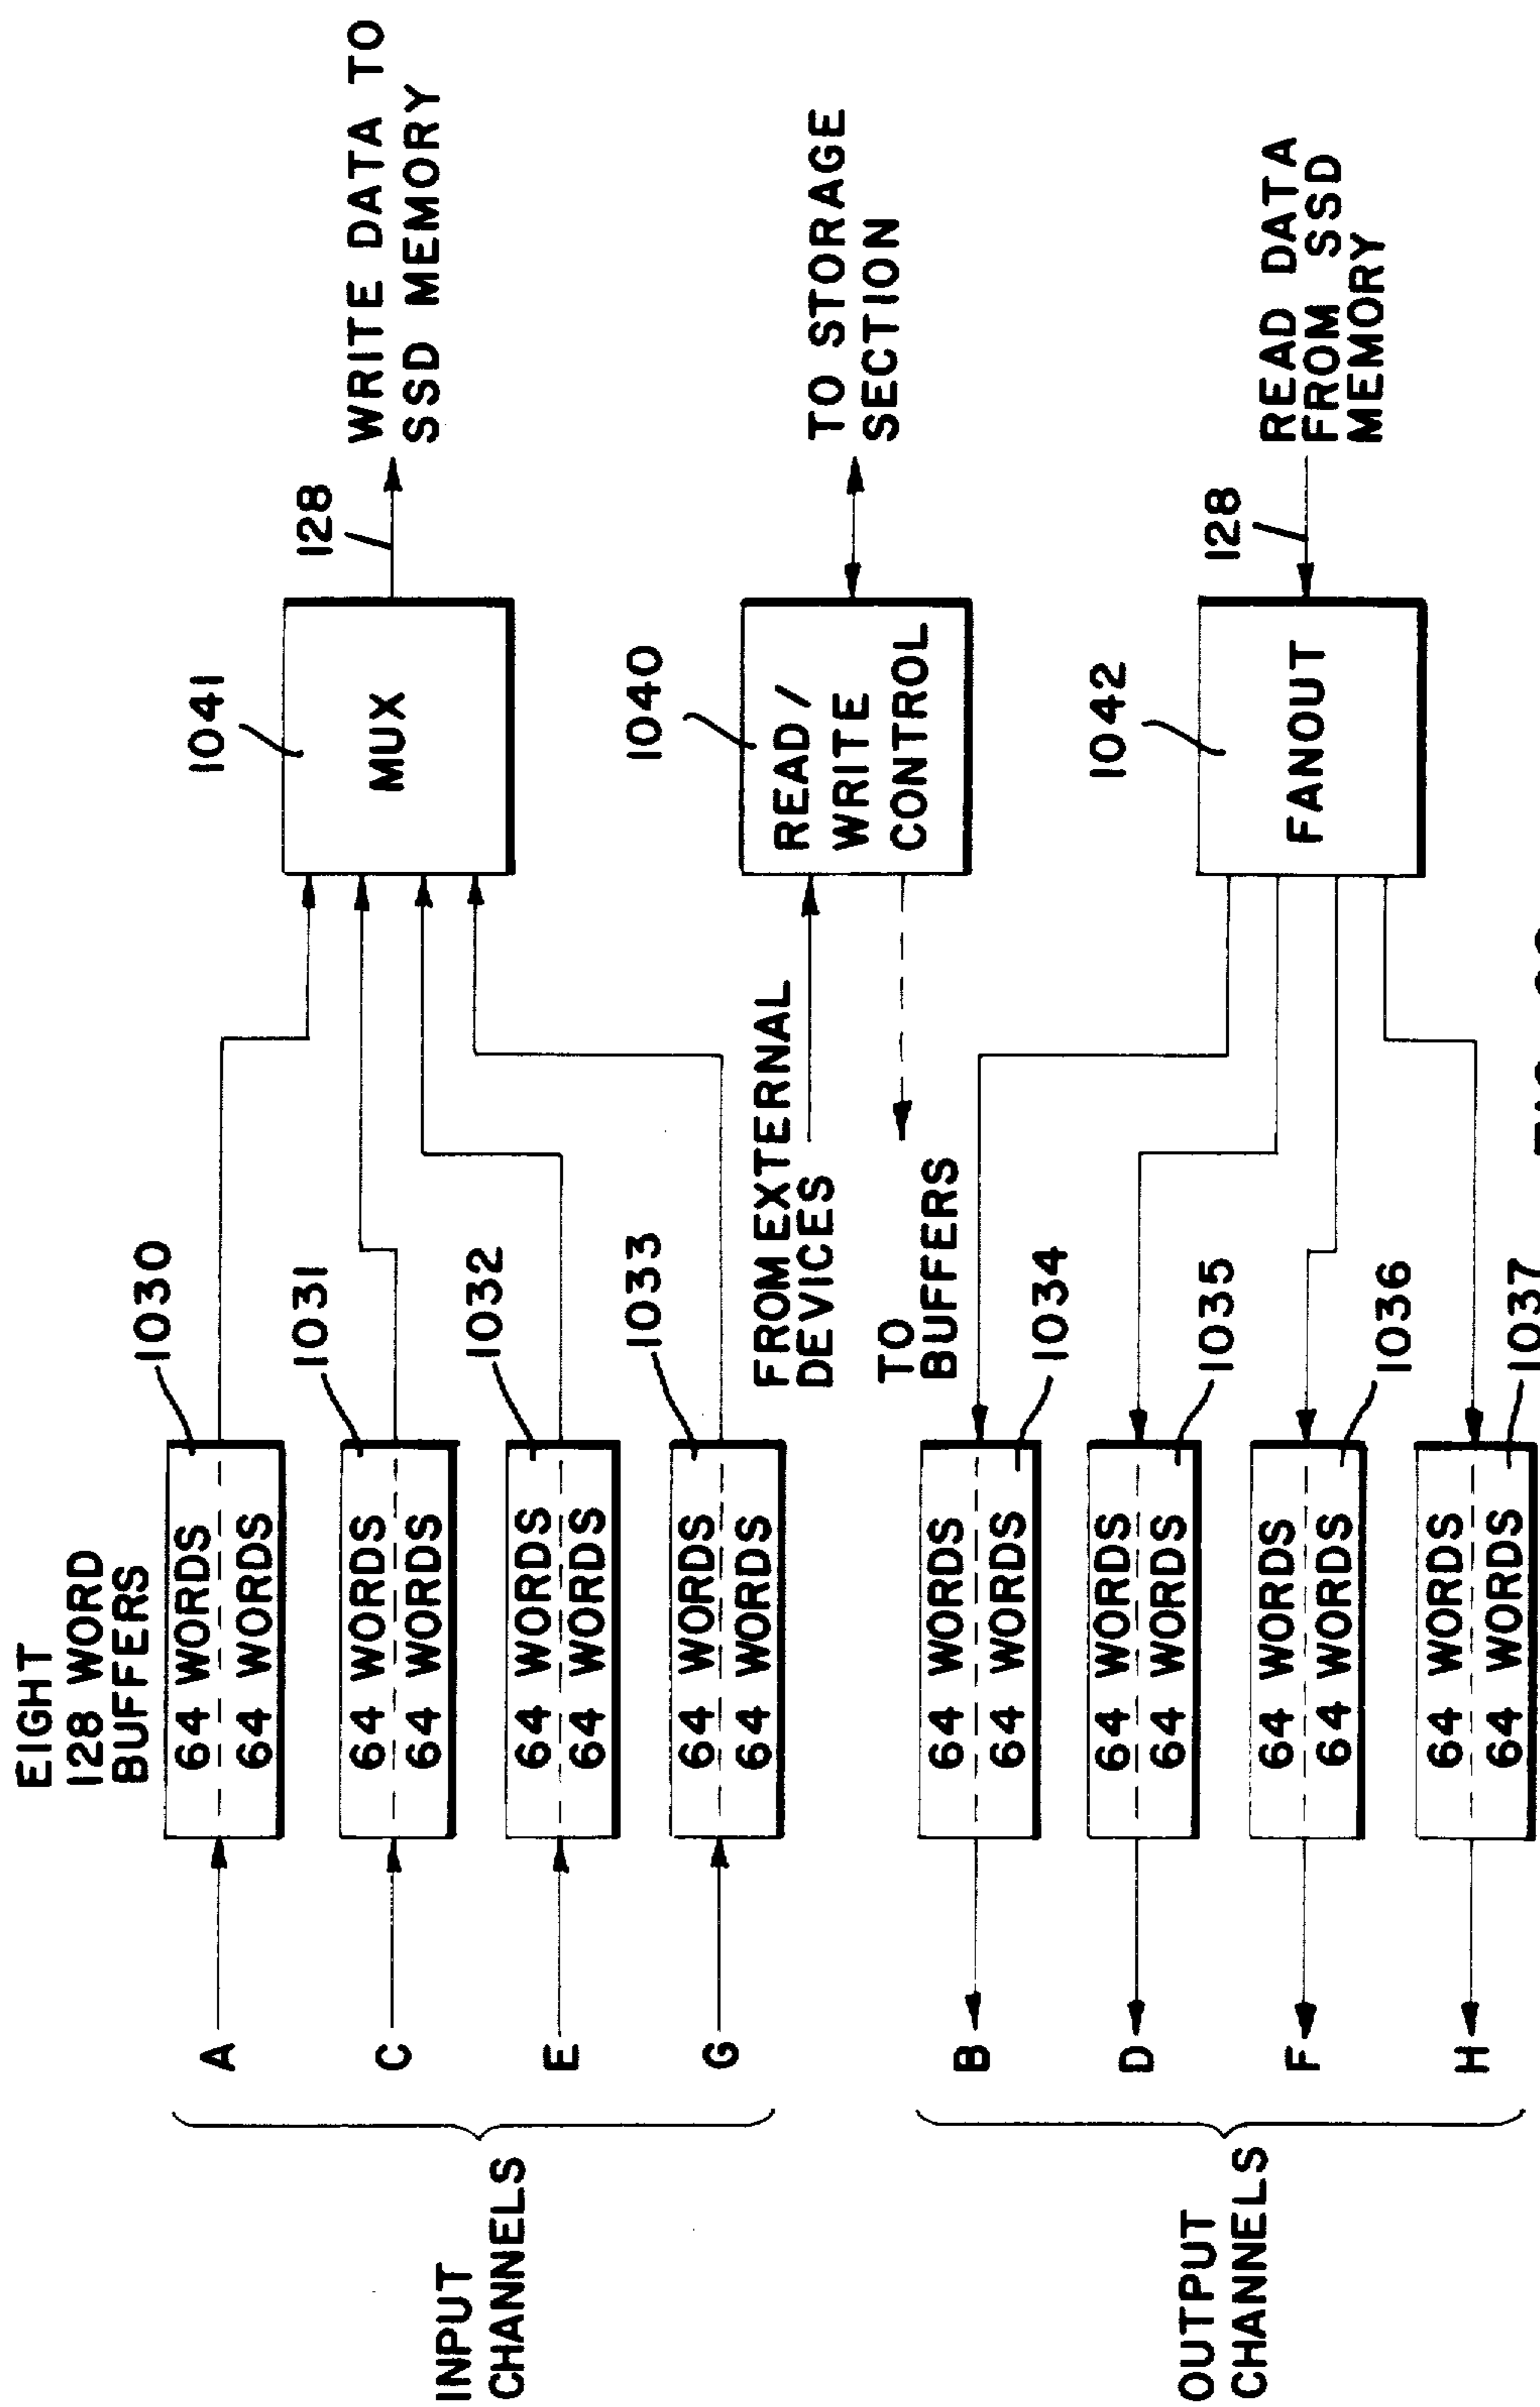 EIGHT
128 WORD
BUFFERS
INPUT
CHANNELS
A
64 WORDS
64 WORDS
1030
C
64 WORDS
64 WORDS
1031
E
64 WORDS
64 WORDS
1032
G
64 WORDS
64 WORDS
1033
1041
MUX
128
WRITE DATA TO
SSD MEMORY
FROM EXTERNAL
DEVICES
TO
BUFFERS
1040
READ/
WRITE
CONTROL
TO STORAGE
SECTION
OUTPUT
CHANNELS
B
64 WORDS
64 WORDS
1034
D
64 WORDS
64 WORDS
1035
F
64 WORDS
64 WORDS
1036
H
64 WORDS
64 WORDS
1037
1042
FANOUT
128
READ DATA
FROM SSD
MEMORY